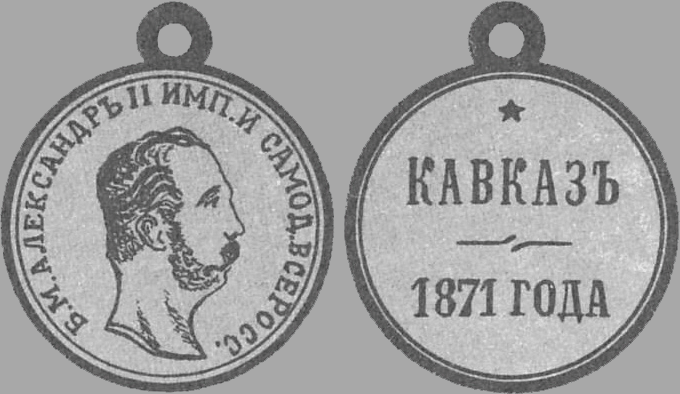 Б.М.АЛЕКСАНДРЪ II ИМП.И САМОД.ВСЕРОСС.
КАВКАЗЪ
1871 ГОДА